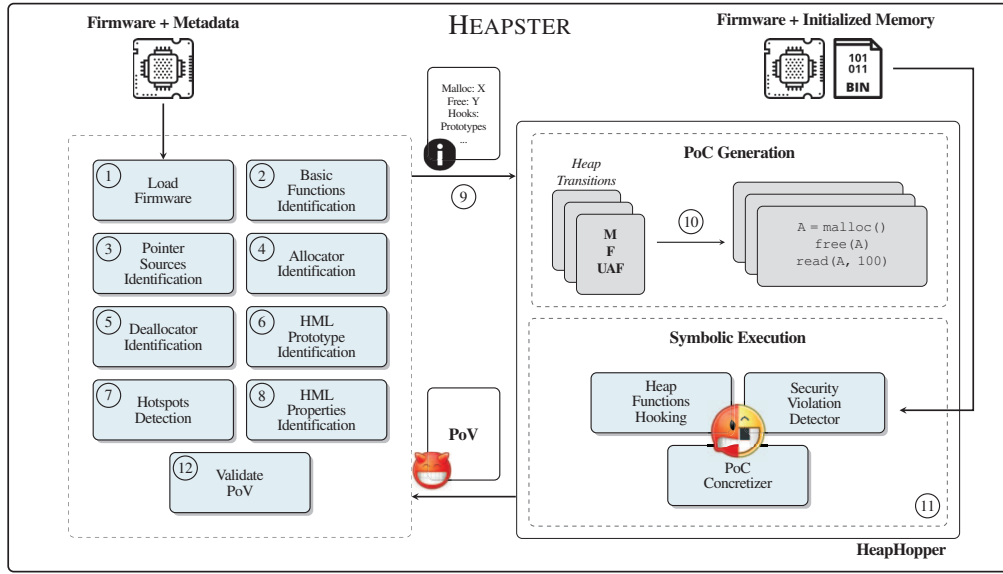 HEAPSTER
Firmware + Metadata
Firmware + Initialized Memory
101
011
BIN
Malloc: X
Free: Y
Hooks:
Prototypes
...
i
9
1
Load
Firmware
2
Basic
Functions
Identification
3
Pointer
Sources
Identification
4
Allocator
Identification
5
Deallocator
Identification
6
HML
Prototype
Identification
7
Hotspots
Detection
8
HML
Properties
Identification
12
Validate
PoV
PoV
PoC Generation
Heap
Transitions
M
F
UAF
10
A = malloc()
free(A)
read(A, 100)
Symbolic Execution
Heap
Functions
Hooking
Security
Violation
Detector
PoC
Concretizer
11
HeapHopper